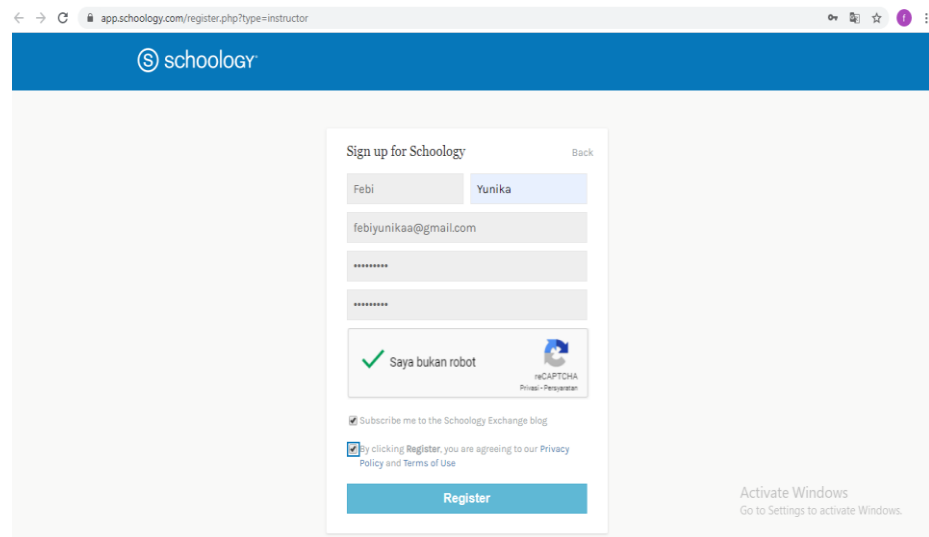 app.schoology.com/register.php?type=instructor
f
S schoology
Sign up for Schoology
Back
Febi
Yunika
febiyunikaa@gmail.com
•••••••••
•••••••••
Saya bukan robot
reCAPTCHA
Privasi - Persyaratan
Subscribe me to the Schoology Exchange blog
By clicking Register, you are agreeing to our Privacy
Policy and Terms of Use
Register
Activate Windows
Go to Settings to activate Windows.